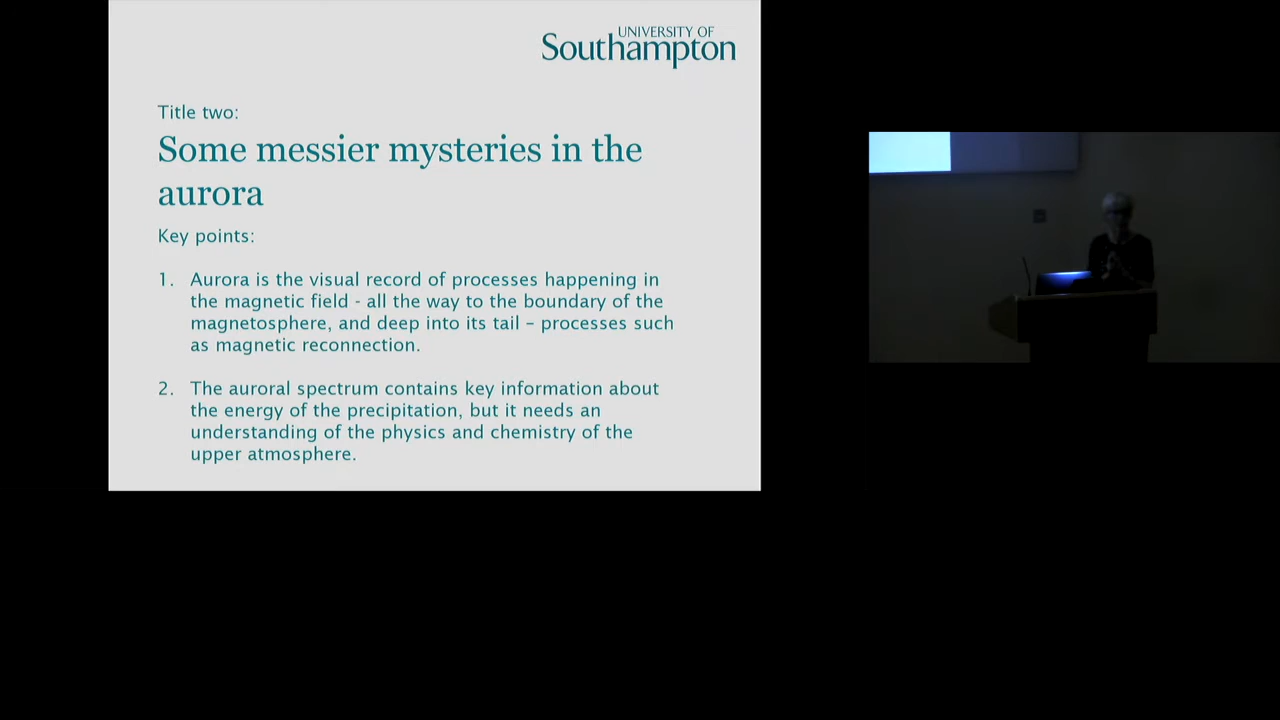 UNIVERSITY OF
Southampton
Title two:
Some messier mysteries in the
aurora
Key points:
1. Aurora is the visual record of processes happening in
the magnetic field - all the way to the boundary of the
magnetosphere, and deep into its tail – processes such
as magnetic reconnection.
2. The auroral spectrum contains key information about
the energy of the precipitation, but it needs an
understanding of the physics and chemistry of the
upper atmosphere.